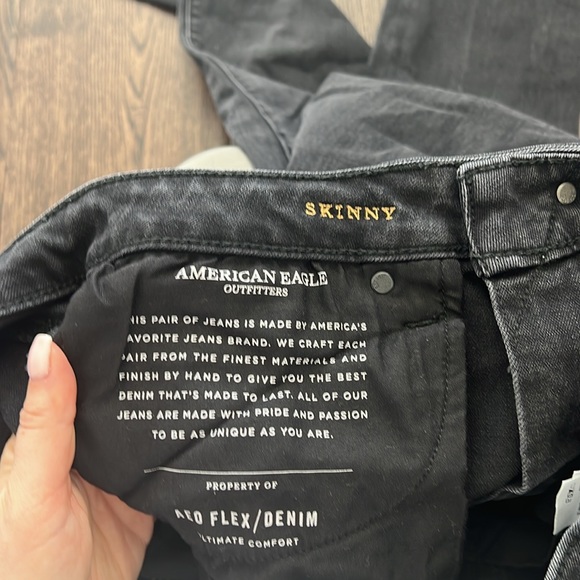 SKINNY
AMERICAN EAGLE
OUTFITTERS
HIS PAIR OF JEANS IS MADE BY AMERICA'S
AVORITE JEANS BRAND. WE CRAFT EACH
PAIR FROM THE FINEST MATERIALS AND
FINISH BY HAND TO GIVE YOU THE BEST
DENIM THAT'S MADE TO LAST. ALL OF OUR
JEANS ARE MADE WITH PRIDE AND PASSION
TO BE AS UNIQUE AS YOU ARE.
PROPERTY OF
AEO FLEX/DENIM
ULTIMATE COMFORT